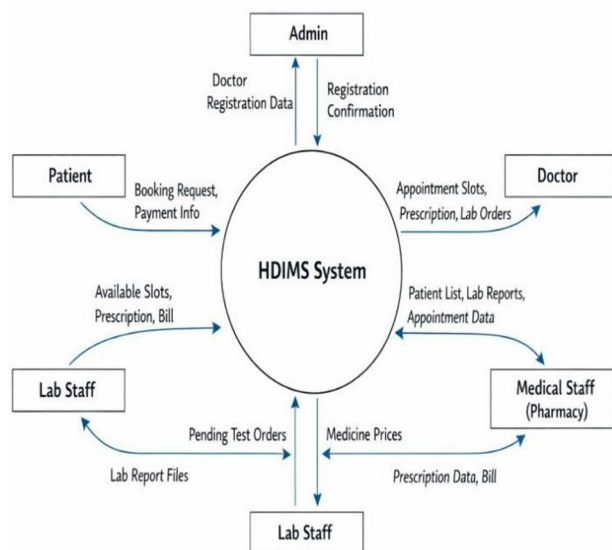 Admin
Doctor
Registration Data
Registration
Confirmation
Patient
Booking Request,
Payment Info
Appointment Slots,
Prescription, Lab Orders
Doctor
HDIMS System
Available Slots,
Prescription, Bill
Patient List, Lab Reports,
Appointment Data
Lab Staff
Medical Staff
(Pharmacy)
Pending Test Orders
Medicine Prices
Lab Report Files
Prescription Data, Bill
Lab Staff